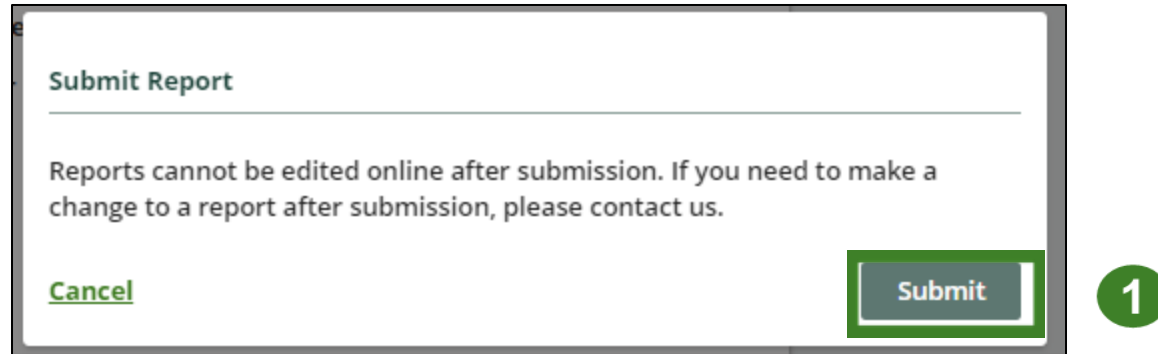 Submit Report
Reports cannot be edited online after submission. If you need to make a
change to a report after submission, please contact us.
Cancel
Submit
1